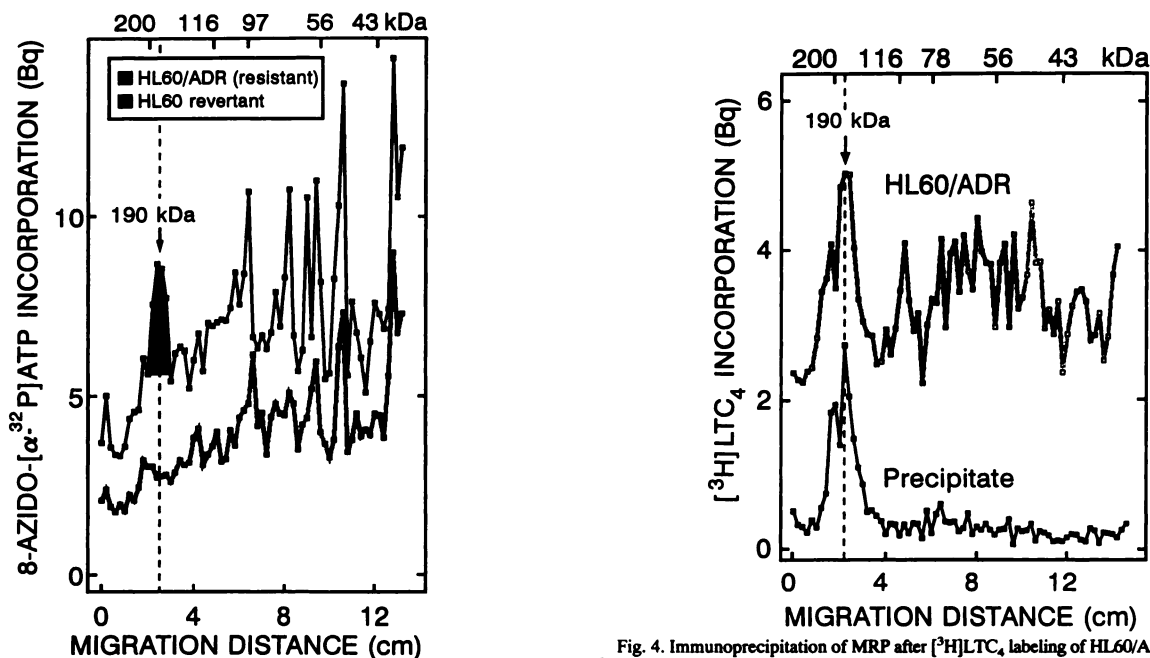 200 116 97 56 43 kDa
8-AZIDO-[α-³²P]ATP INCORPORATION (Bq)
HL60/ADR (resistant)
HL60 revertant
190 kDa
10
5
0
0 4 8 12
MIGRATION DISTANCE (cm)
200 116 78 56 43 kDa
[³H]LTC₄ INCORPORATION (Bq)
6
190 kDa
HL60/ADR
4
2
Precipitate
0
0 4 8 12
MIGRATION DISTANCE (cm)
Fig. 4. Immunoprecipitation of MRP after [³H]LTC₄ labeling of HL60/A